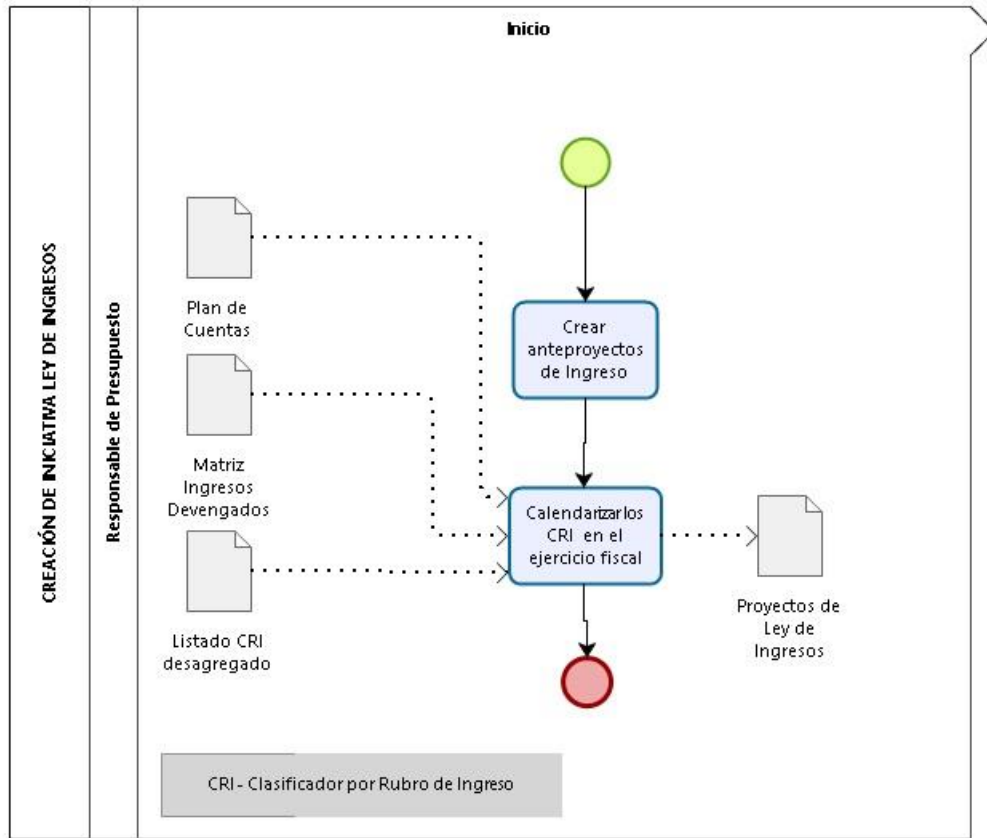 Inicio
CREACIÓN DE INICIATIVA LEY DE INGRESOS
Responsable de Presupuesto
Plan de
Cuentas
Crear
anteproyectos
de Ingreso
Matriz
Ingresos
Devengados
Calendarizarlos
CRI en el
ejercicio fiscal
Listado CRI
desagregado
Proyectos de
Ley de
Ingresos
CRI - Clasificador por Rubro de Ingreso